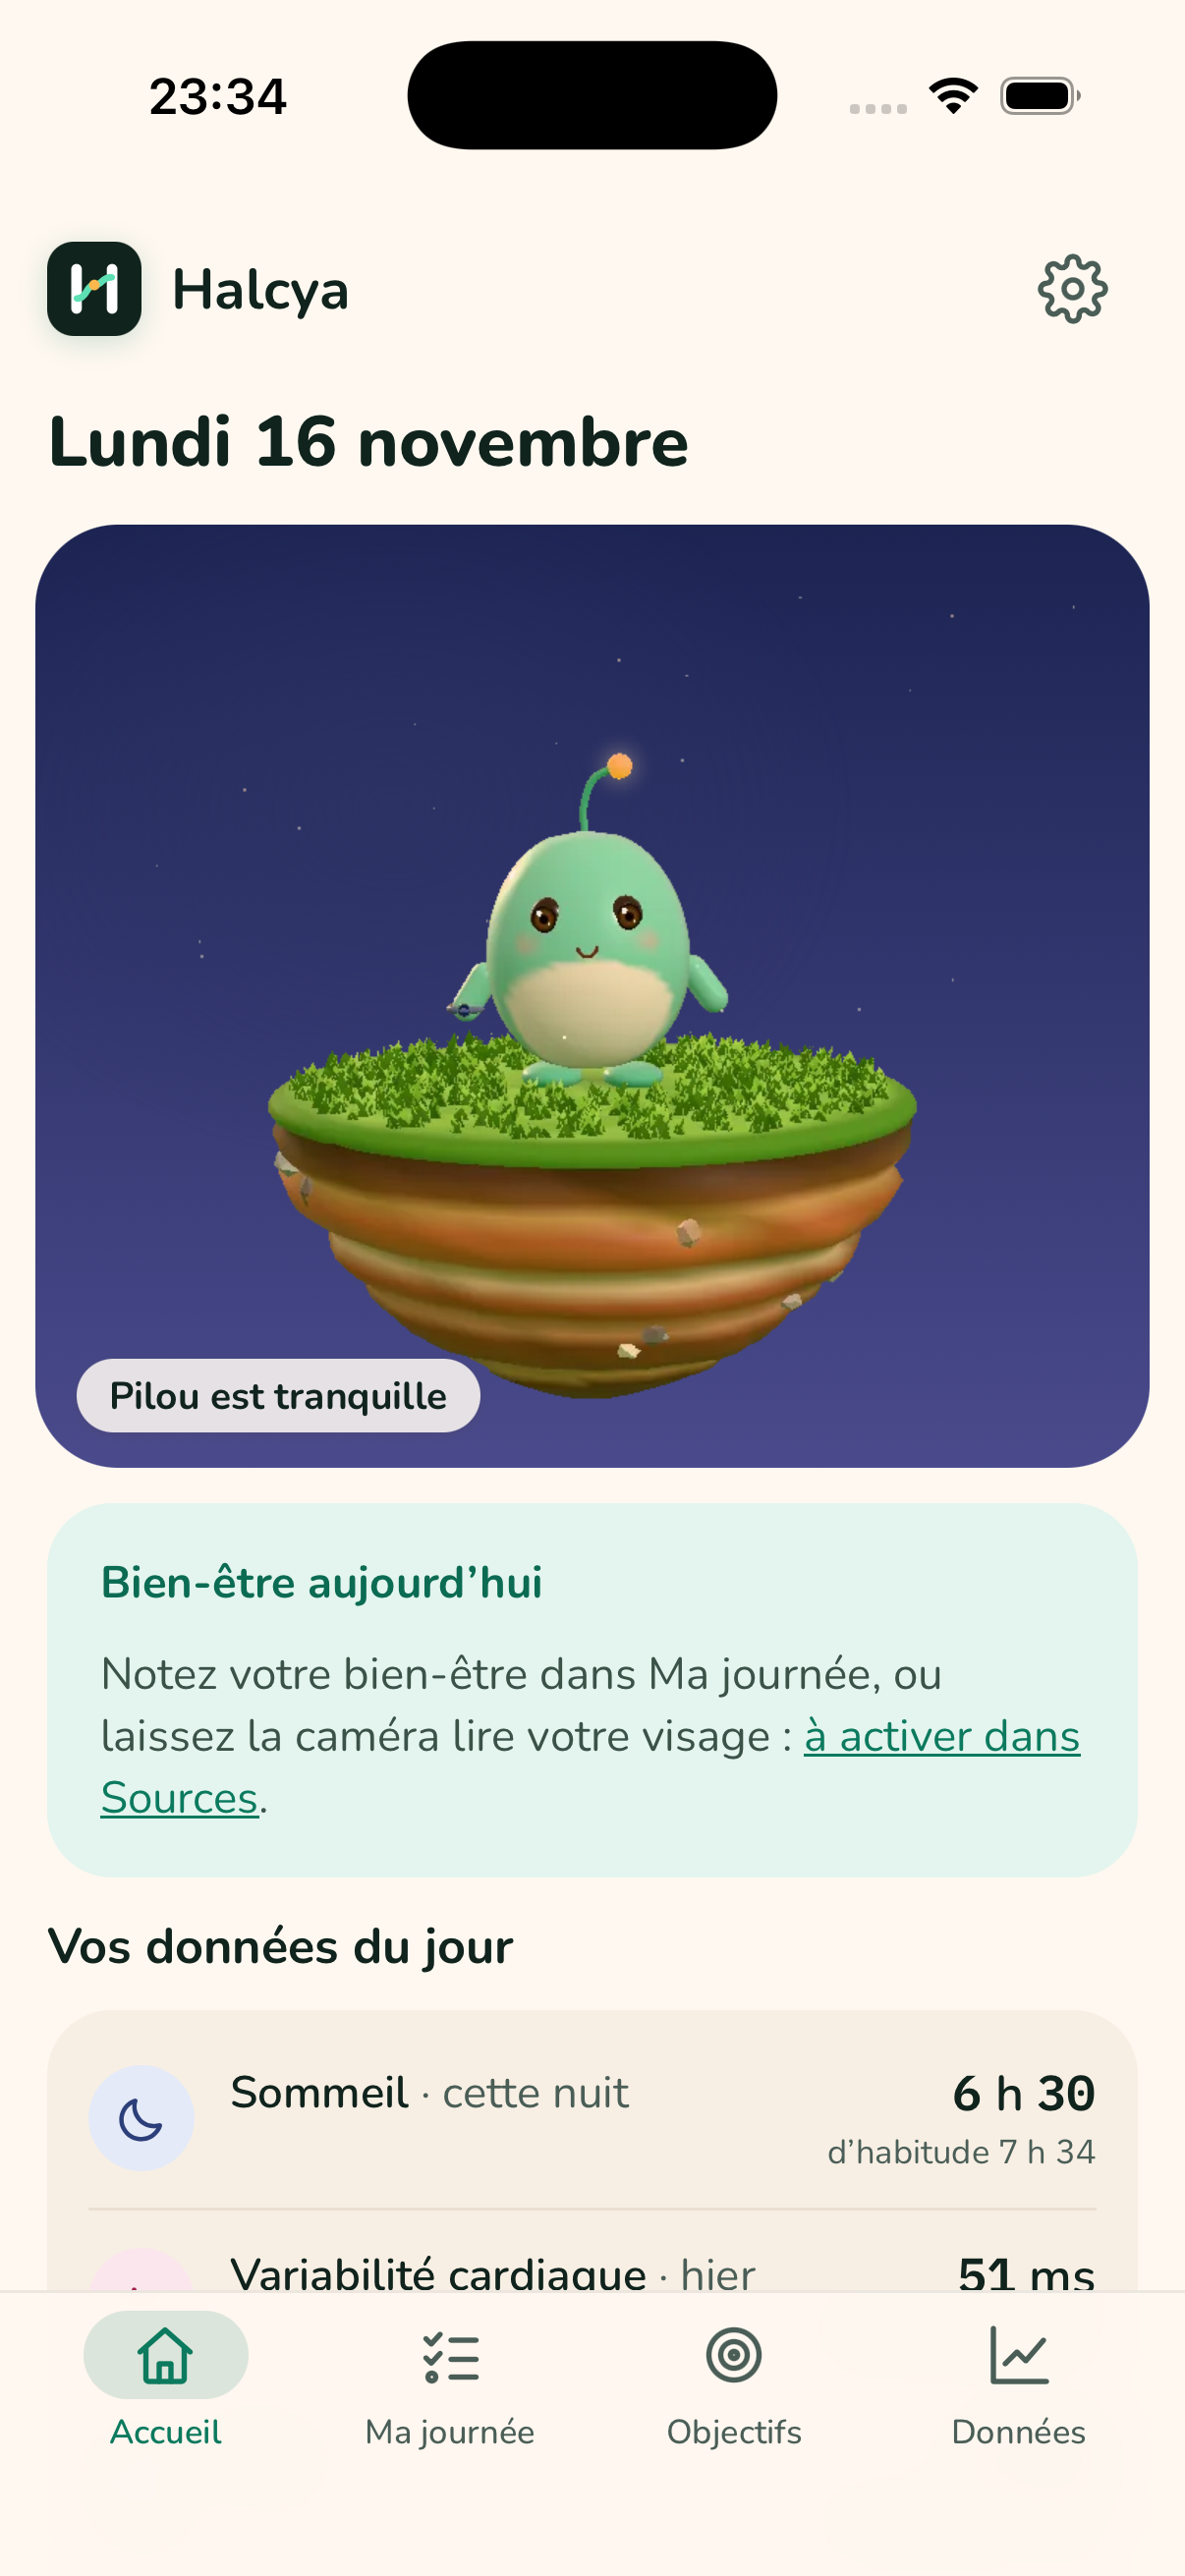 23:34
Halcya
Lundi 16 novembre
Pilou est tranquille
Bien-être aujourd’hui
Notez votre bien-être dans Ma journée, ou
laissez la caméra lire votre visage : à activer dans
Sources.
Vos données du jour
Sommeil · cette nuit
6 h 30
d’habitude 7 h 34
Variabilité cardiaque · hier
51 ms
Accueil
Ma journée
Objectifs
Données